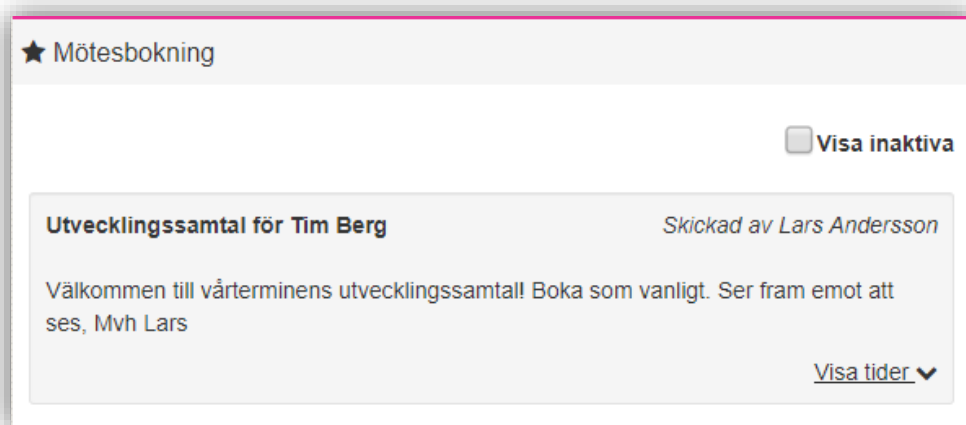 Mötesbokning
Visa inaktiva
Utvecklingssamtal för Tim Berg
Skickad av Lars Andersson
Välkommen till vårterminens utvecklingssamtal! Boka som vanligt. Ser fram emot att
ses, Mvh Lars
Visa tider